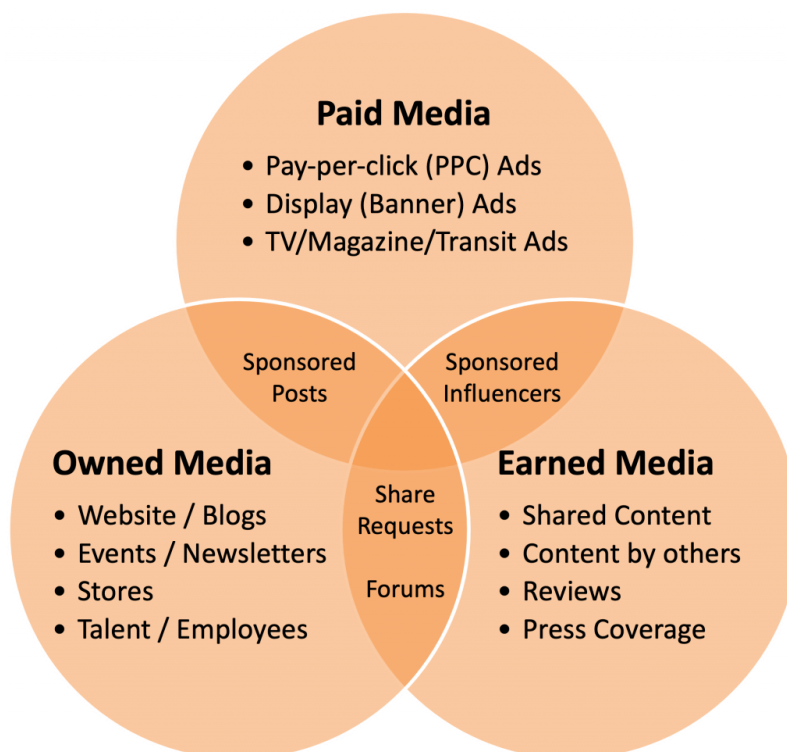 Paid Media
• Pay-per-click (PPC) Ads
• Display (Banner) Ads
• TV/Magazine/Transit Ads
Sponsored
Posts
Sponsored
Influencers
Owned Media
• Website / Blogs
• Events / Newsletters
• Stores
• Talent / Employees
Share
Requests
Forums
Earned Media
• Shared Content
• Content by others
• Reviews
• Press Coverage